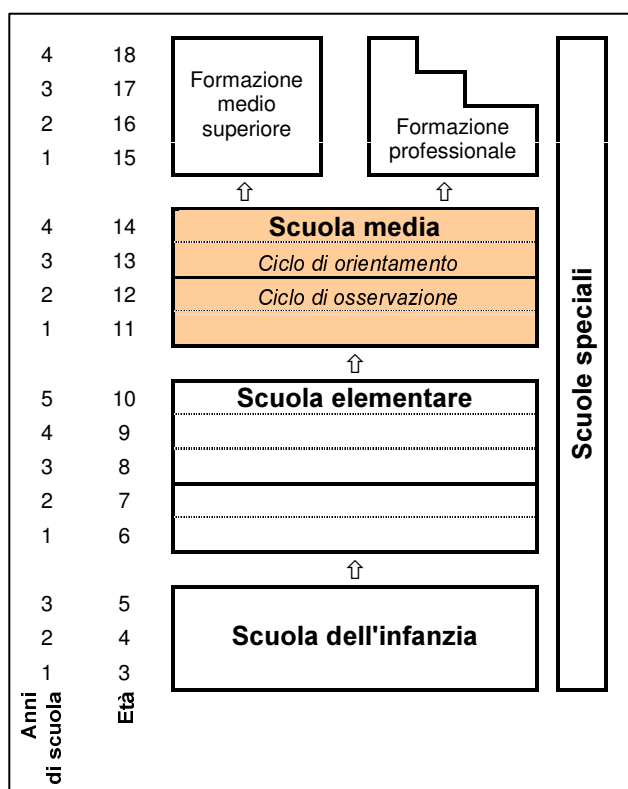 4 18
3 17
2 16
1 15
Formazione
medio
superiore
Formazione
professionale
4 14 Scuola media
3 13 Ciclo di orientamento
2 12 Ciclo di osservazione
1 11
5 10 Scuola elementare
4 9
3 8
2 7
1 6
3 5
2 4 Scuola dell'infanzia
1 3
Anni
di scuola
Età
Scuole speciali